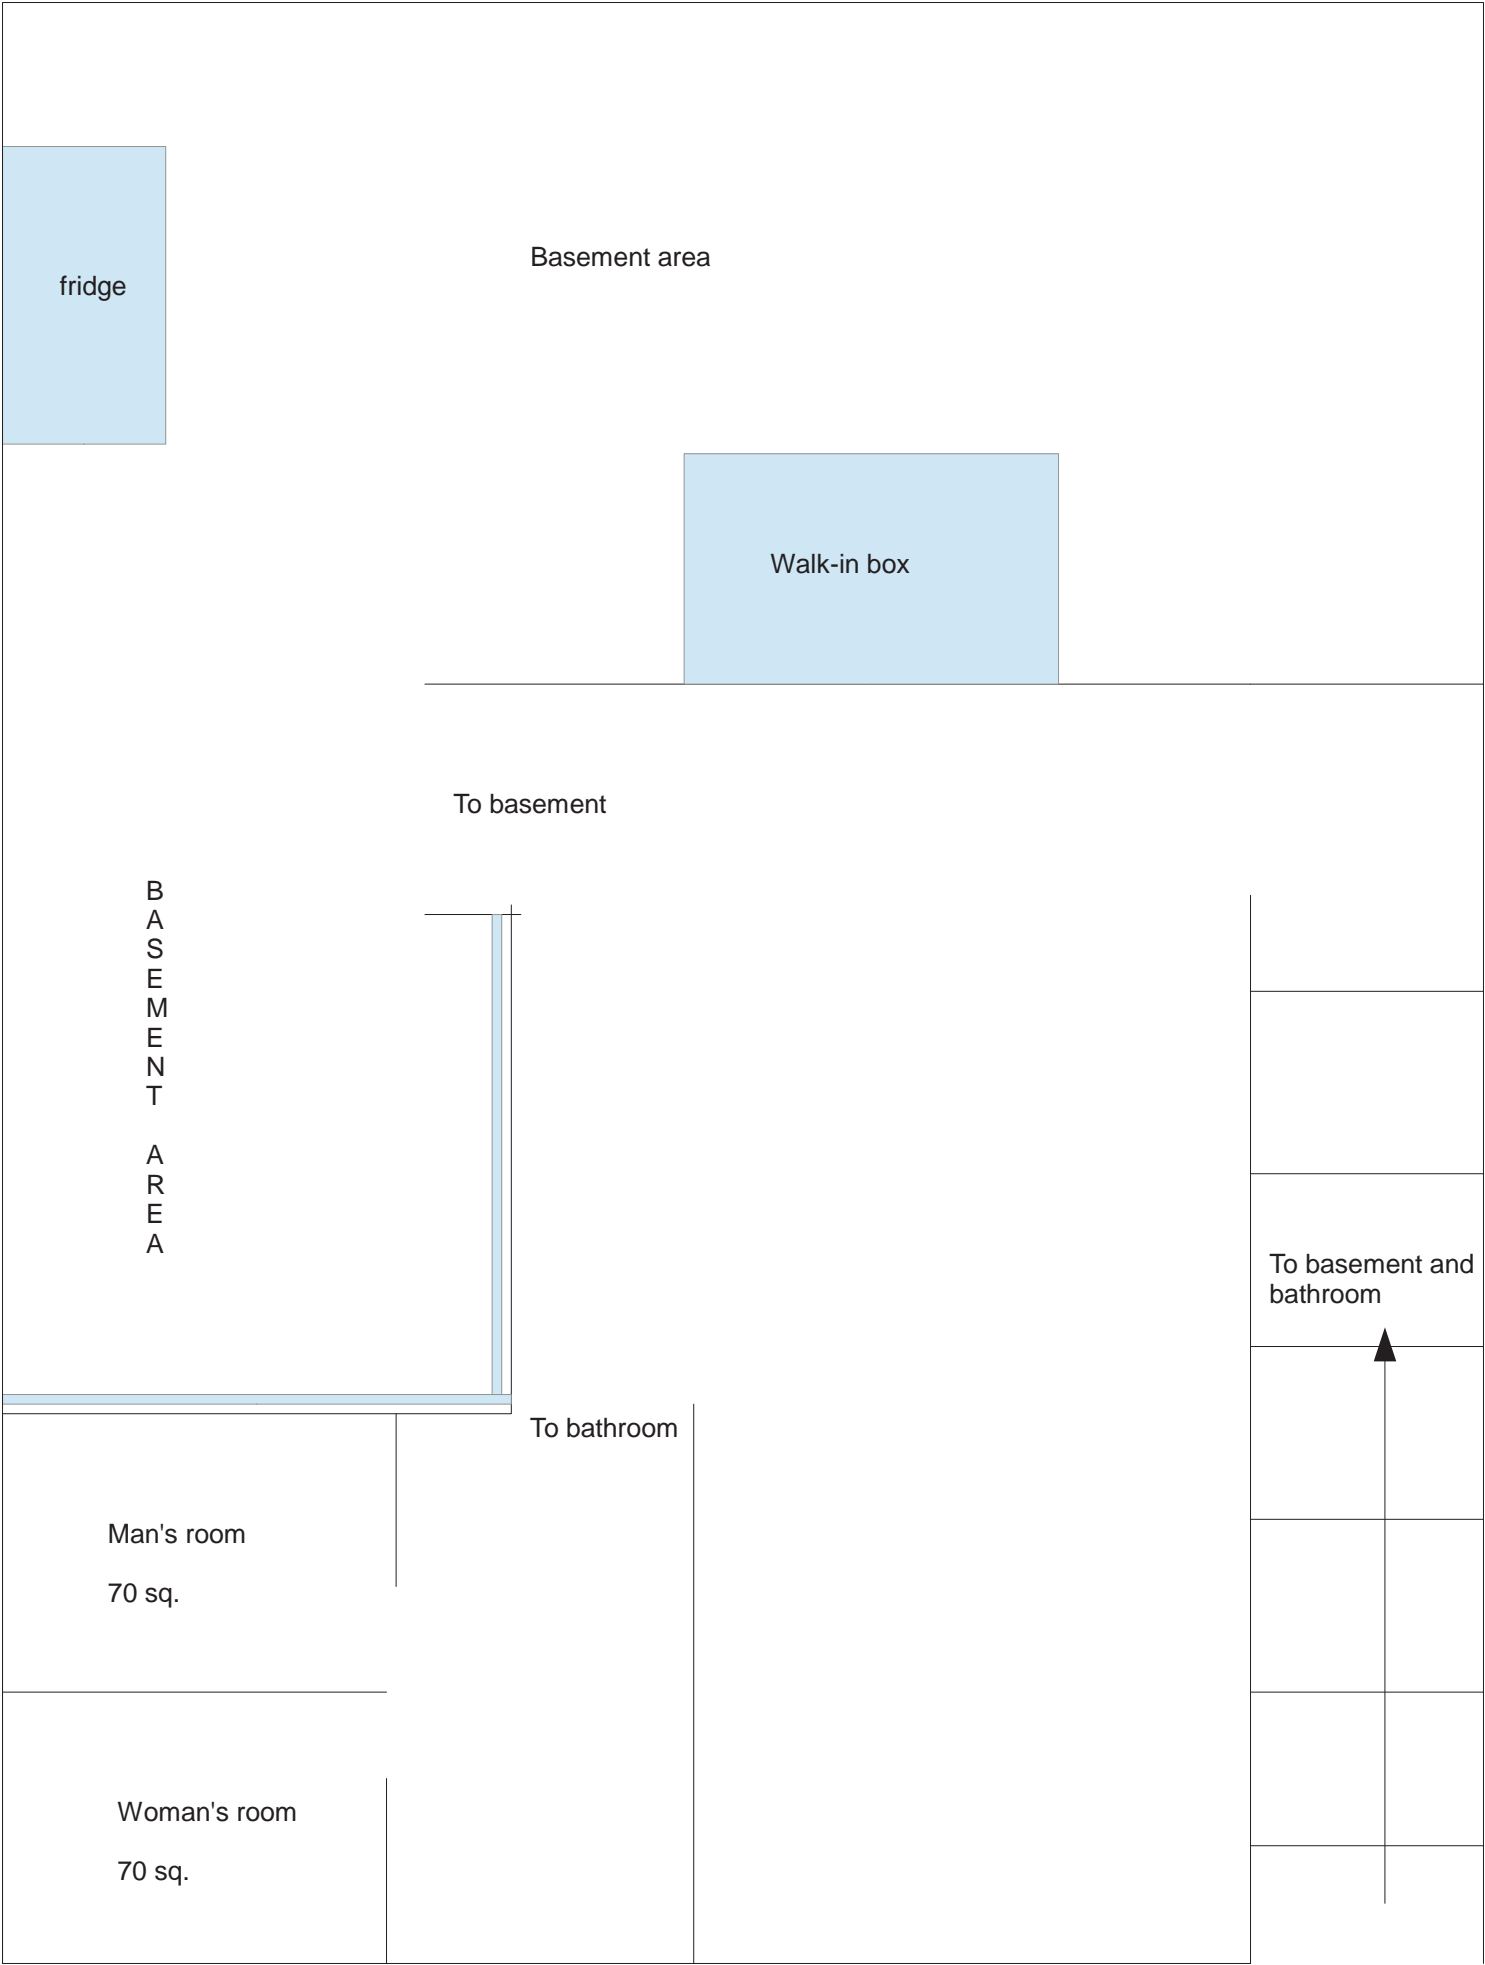 Basement area
fridge
Walk-in box
To basement
B
A
S
E
M
E
N
T
A
R
E
A
To basement and
bathroom
To bathroom
Man's room
70 sq.
Woman's room
70 sq.